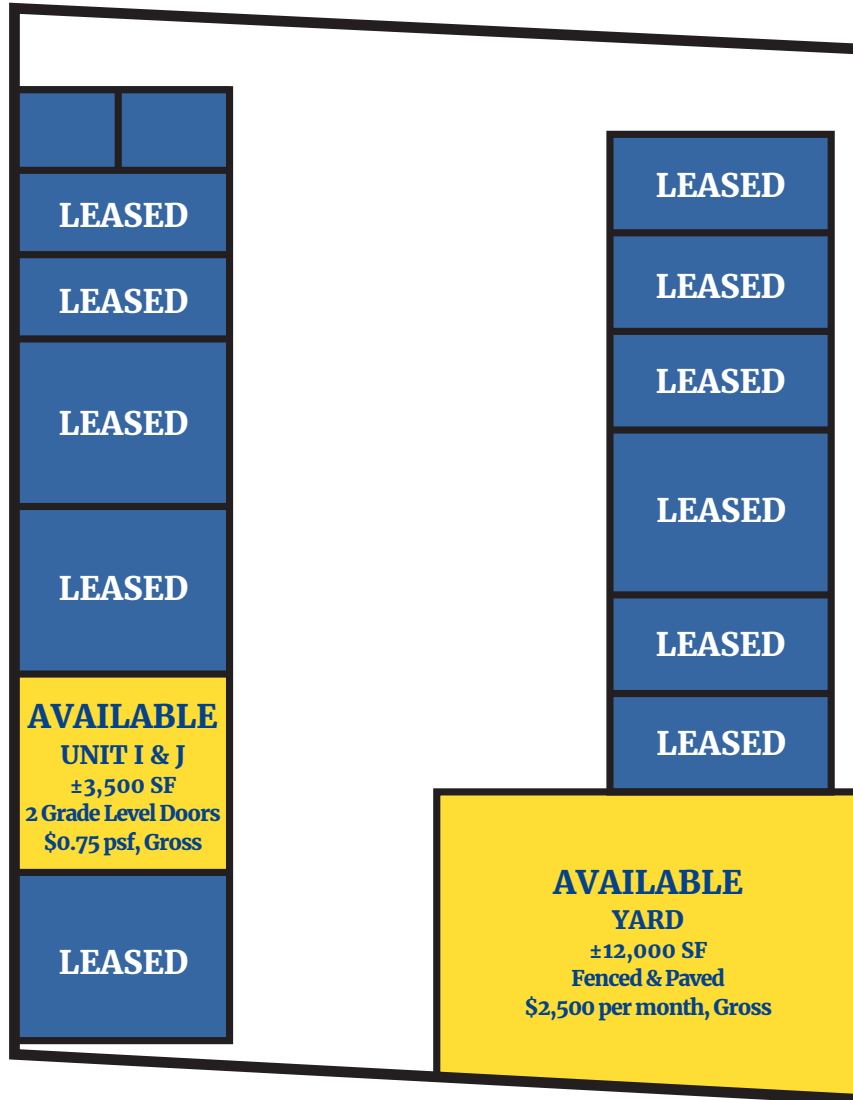 LEASED
LEASED
LEASED
LEASED
AVAILABLE
UNIT I & J
±3,500 SF
2 Grade Level Doors
$0.75 psf, Gross
LEASED
LEASED
LEASED
LEASED
LEASED
LEASED
LEASED
AVAILABLE
YARD
±12,000 SF
Fenced & Paved
$2,500 per month, Gross